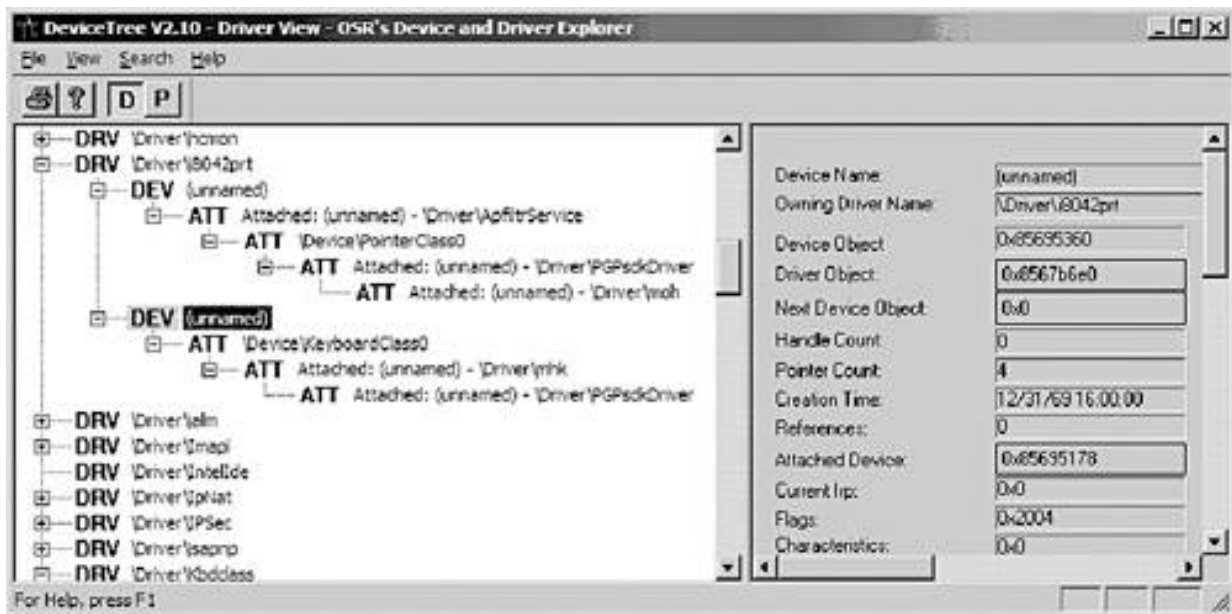 DeviceTree V2.10 - Driver View - OSR's Device and Driver Explorer
File View Search Help
D P
DRV \Driver\hcmon
DRV \Driver\i8042prt
DEV (unnamed)
ATT Attached: (unnamed) - \Driver\ApfiltrService
ATT \Device\PointerClass0
ATT Attached: (unnamed) - \Driver\PGPsdkDriver
ATT Attached: (unnamed) - \Driver\moh
DEV (unnamed)
ATT \Device\KeyboardClass0
ATT Attached: (unnamed) - \Driver\mhk
ATT Attached: (unnamed) - \Driver\PGPsdkDriver
DRV \Driver\ialm
DRV \Driver\Imapi
DRV \Driver\IntelIde
DRV \Driver\IpNat
DRV \Driver\IPSec
DRV \Driver\isapnp
DRV \Driver\Kbdclass
Device Name: (unnamed)
Owning Driver Name: \Driver\i8042prt
Device Object 0x85695360
Driver Object: 0x8567b6e0
Next Device Object: 0x0
Handle Count 0
Pointer Count: 4
Creation Time: 12/31/69 16:00:00
References: 0
Attached Device: 0x85695178
Current Irp: 0x0
Flags: 0x2004
Characteristics: 0x0
For Help, press F1